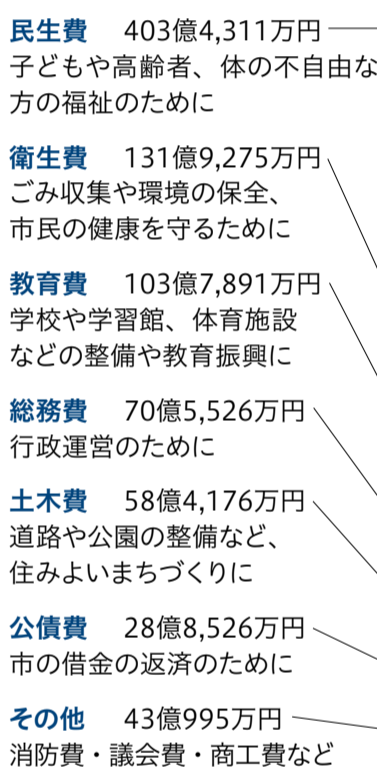 民生費 403億4,311万円
子どもや高齢者、体の不自由な
方の福祉のために
衛生費 131億9,275万円
ごみ収集や環境の保全、
市民の健康を守るために
教育費 103億7,891万円
学校や学習館、体育施設
などの整備や教育振興に
総務費 70億5,526万円
行政運営のために
土木費 58億4,176万円
道路や公園の整備など、
住みよいまちづくりに
公債費 28億8,526万円
市の借金の返済のために
その他 43億995万円
消防費・議会費・商工費など